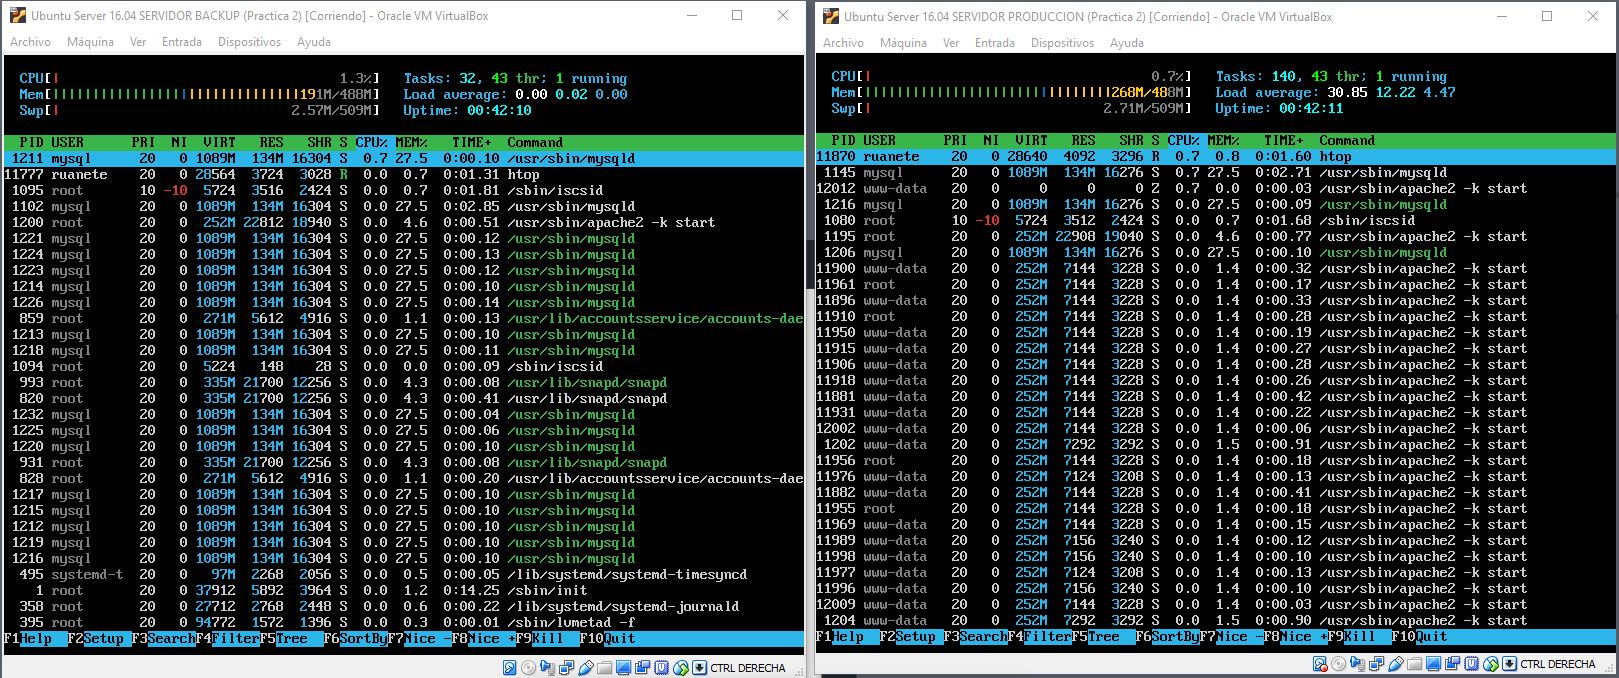 Ubuntu Server 16.04 SERVIDOR BACKUP (Practica 2) [Corriendo] - Oracle VM VirtualBox
Archivo Máquina Ver Entrada Dispositivos Ayuda
CPU[| 1.3%] Tasks: 32, 43 thr; 1 running
Mem[||||||||||||||||||||||||||||||||191M/488M] Load average: 0.00 0.02 0.00
Swp[| 2.57M/509M] Uptime: 00:42:10
PID USER PRI NI VIRT RES SHR S CPU% MEM% TIME+ Command
1211 mysql 20 0 1089M 134M 16304 S 0.7 27.5 0:00.10 /usr/sbin/mysqld
11777 ruanete 20 0 28564 3724 3028 R 0.0 0.7 0:01.31 htop
1095 root 10 -10 5724 3516 2424 S 0.0 0.7 0:01.81 /sbin/iscsid
1102 mysql 20 0 1089M 134M 16304 S 0.0 27.5 0:02.85 /usr/sbin/mysqld
1200 root 20 0 252M 22812 18940 S 0.0 4.6 0:00.51 /usr/sbin/apache2 -k start
1221 mysql 20 0 1089M 134M 16304 S 0.0 27.5 0:00.12 /usr/sbin/mysqld
1224 mysql 20 0 1089M 134M 16304 S 0.0 27.5 0:00.13 /usr/sbin/mysqld
1223 mysql 20 0 1089M 134M 16304 S 0.0 27.5 0:00.12 /usr/sbin/mysqld
1214 mysql 20 0 1089M 134M 16304 S 0.0 27.5 0:00.10 /usr/sbin/mysqld
1226 mysql 20 0 1089M 134M 16304 S 0.0 27.5 0:00.14 /usr/sbin/mysqld
859 root 20 0 271M 5612 4916 S 0.0 1.1 0:00.13 /usr/lib/accountsservice/accounts-dae
1213 mysql 20 0 1089M 134M 16304 S 0.0 27.5 0:00.10 /usr/sbin/mysqld
1218 mysql 20 0 1089M 134M 16304 S 0.0 27.5 0:00.11 /usr/sbin/mysqld
1094 root 20 0 5224 148 28 S 0.0 0.0 0:00.09 /sbin/iscsid
993 root 20 0 335M 21700 12256 S 0.0 4.3 0:00.08 /usr/lib/snapd/snapd
820 root 20 0 335M 21700 12256 S 0.0 4.3 0:00.41 /usr/lib/snapd/snapd
1232 mysql 20 0 1089M 134M 16304 S 0.0 27.5 0:00.04 /usr/sbin/mysqld
1225 mysql 20 0 1089M 134M 16304 S 0.0 27.5 0:00.06 /usr/sbin/mysqld
1220 mysql 20 0 1089M 134M 16304 S 0.0 27.5 0:00.10 /usr/sbin/mysqld
931 root 20 0 335M 21700 12256 S 0.0 4.3 0:00.08 /usr/lib/snapd/snapd
828 root 20 0 271M 5612 4916 S 0.0 1.1 0:00.20 /usr/lib/accountsservice/accounts-dae
1217 mysql 20 0 1089M 134M 16304 S 0.0 27.5 0:00.10 /usr/sbin/mysqld
1215 mysql 20 0 1089M 134M 16304 S 0.0 27.5 0:00.10 /usr/sbin/mysqld
1212 mysql 20 0 1089M 134M 16304 S 0.0 27.5 0:00.10 /usr/sbin/mysqld
1219 mysql 20 0 1089M 134M 16304 S 0.0 27.5 0:00.10 /usr/sbin/mysqld
1216 mysql 20 0 1089M 134M 16304 S 0.0 27.5 0:00.10 /usr/sbin/mysqld
495 systemd-t 20 0 97M 2268 2056 S 0.0 0.5 0:00.05 /lib/systemd/systemd-timesyncd
1 root 20 0 37912 5892 3964 S 0.0 1.2 0:14.25 /sbin/init
358 root 20 0 27712 2768 2448 S 0.0 0.6 0:00.22 /lib/systemd/systemd-journald
395 root 20 0 94772 1572 1396 S 0.0 0.3 0:00.01 /sbin/lvmetad -f
F1Help F2Setup F3SearchF4FilterF5Tree F6SortByF7Nice -F8Nice +F9Kill F10Quit
CTRL DERECHA
Ubuntu Server 16.04 SERVIDOR PRODUCCION (Practica 2) [Corriendo] - Oracle VM VirtualBox
Archivo Máquina Ver Entrada Dispositivos Ayuda
CPU[| 0.7%] Tasks: 140, 43 thr; 1 running
Mem[||||||||||||||||||||||||||||||||268M/488M] Load average: 30.85 12.22 4.47
Swp[| 2.71M/509M] Uptime: 00:42:11
PID USER PRI NI VIRT RES SHR S CPU% MEM% TIME+ Command
11870 ruanete 20 0 28640 4092 3296 R 0.7 0.8 0:01.60 htop
1145 mysql 20 0 1089M 134M 16276 S 0.7 27.5 0:02.71 /usr/sbin/mysqld
12012 www-data 20 0 0 0 0 Z 0.7 0.0 0:00.03 /usr/sbin/apache2 -k start
1216 mysql 20 0 1089M 134M 16276 S 0.0 27.5 0:00.09 /usr/sbin/mysqld
1080 root 10 -10 5724 3512 2424 S 0.0 0.7 0:01.68 /sbin/iscsid
1195 root 20 0 252M 22908 19040 S 0.0 4.6 0:00.77 /usr/sbin/apache2 -k start
1206 mysql 20 0 1089M 134M 16276 S 0.0 27.5 0:00.10 /usr/sbin/mysqld
11900 www-data 20 0 252M 7144 3228 S 0.0 1.4 0:00.32 /usr/sbin/apache2 -k start
11961 root 20 0 252M 7144 3228 S 0.0 1.4 0:00.17 /usr/sbin/apache2 -k start
11896 www-data 20 0 252M 7144 3228 S 0.0 1.4 0:00.33 /usr/sbin/apache2 -k start
11910 root 20 0 252M 7144 3228 S 0.0 1.4 0:00.28 /usr/sbin/apache2 -k start
11950 www-data 20 0 252M 7144 3228 S 0.0 1.4 0:00.19 /usr/sbin/apache2 -k start
11915 www-data 20 0 252M 7144 3228 S 0.0 1.4 0:00.27 /usr/sbin/apache2 -k start
11906 www-data 20 0 252M 7144 3228 S 0.0 1.4 0:00.28 /usr/sbin/apache2 -k start
11918 www-data 20 0 252M 7144 3228 S 0.0 1.4 0:00.26 /usr/sbin/apache2 -k start
11881 www-data 20 0 252M 7144 3228 S 0.0 1.4 0:00.42 /usr/sbin/apache2 -k start
11931 www-data 20 0 252M 7144 3228 S 0.0 1.4 0:00.22 /usr/sbin/apache2 -k start
12002 www-data 20 0 252M 7144 3228 S 0.0 1.4 0:00.06 /usr/sbin/apache2 -k start
1202 www-data 20 0 252M 7292 3292 S 0.0 1.5 0:00.91 /usr/sbin/apache2 -k start
11956 root 20 0 252M 7144 3228 S 0.0 1.4 0:00.18 /usr/sbin/apache2 -k start
11976 www-data 20 0 252M 7124 3208 S 0.0 1.4 0:00.13 /usr/sbin/apache2 -k start
11882 www-data 20 0 252M 7144 3228 S 0.0 1.4 0:00.41 /usr/sbin/apache2 -k start
11955 root 20 0 252M 7144 3228 S 0.0 1.4 0:00.18 /usr/sbin/apache2 -k start
11969 www-data 20 0 252M 7144 3228 S 0.0 1.4 0:00.15 /usr/sbin/apache2 -k start
11989 www-data 20 0 252M 7156 3240 S 0.0 1.4 0:00.12 /usr/sbin/apache2 -k start
11998 www-data 20 0 252M 7156 3240 S 0.0 1.4 0:00.10 /usr/sbin/apache2 -k start
11977 www-data 20 0 252M 7124 3208 S 0.0 1.4 0:00.13 /usr/sbin/apache2 -k start
11996 www-data 20 0 252M 7156 3240 S 0.0 1.4 0:00.10 /usr/sbin/apache2 -k start
12009 www-data 20 0 252M 7144 3228 S 0.0 1.4 0:00.03 /usr/sbin/apache2 -k start
1204 www-data 20 0 252M 7292 3292 S 0.0 1.5 0:00.90 /usr/sbin/apache2 -k start
F1Help F2Setup F3SearchF4FilterF5Tree F6SortByF7Nice -F8Nice +F9Kill F10Quit
CTRL DERECHA